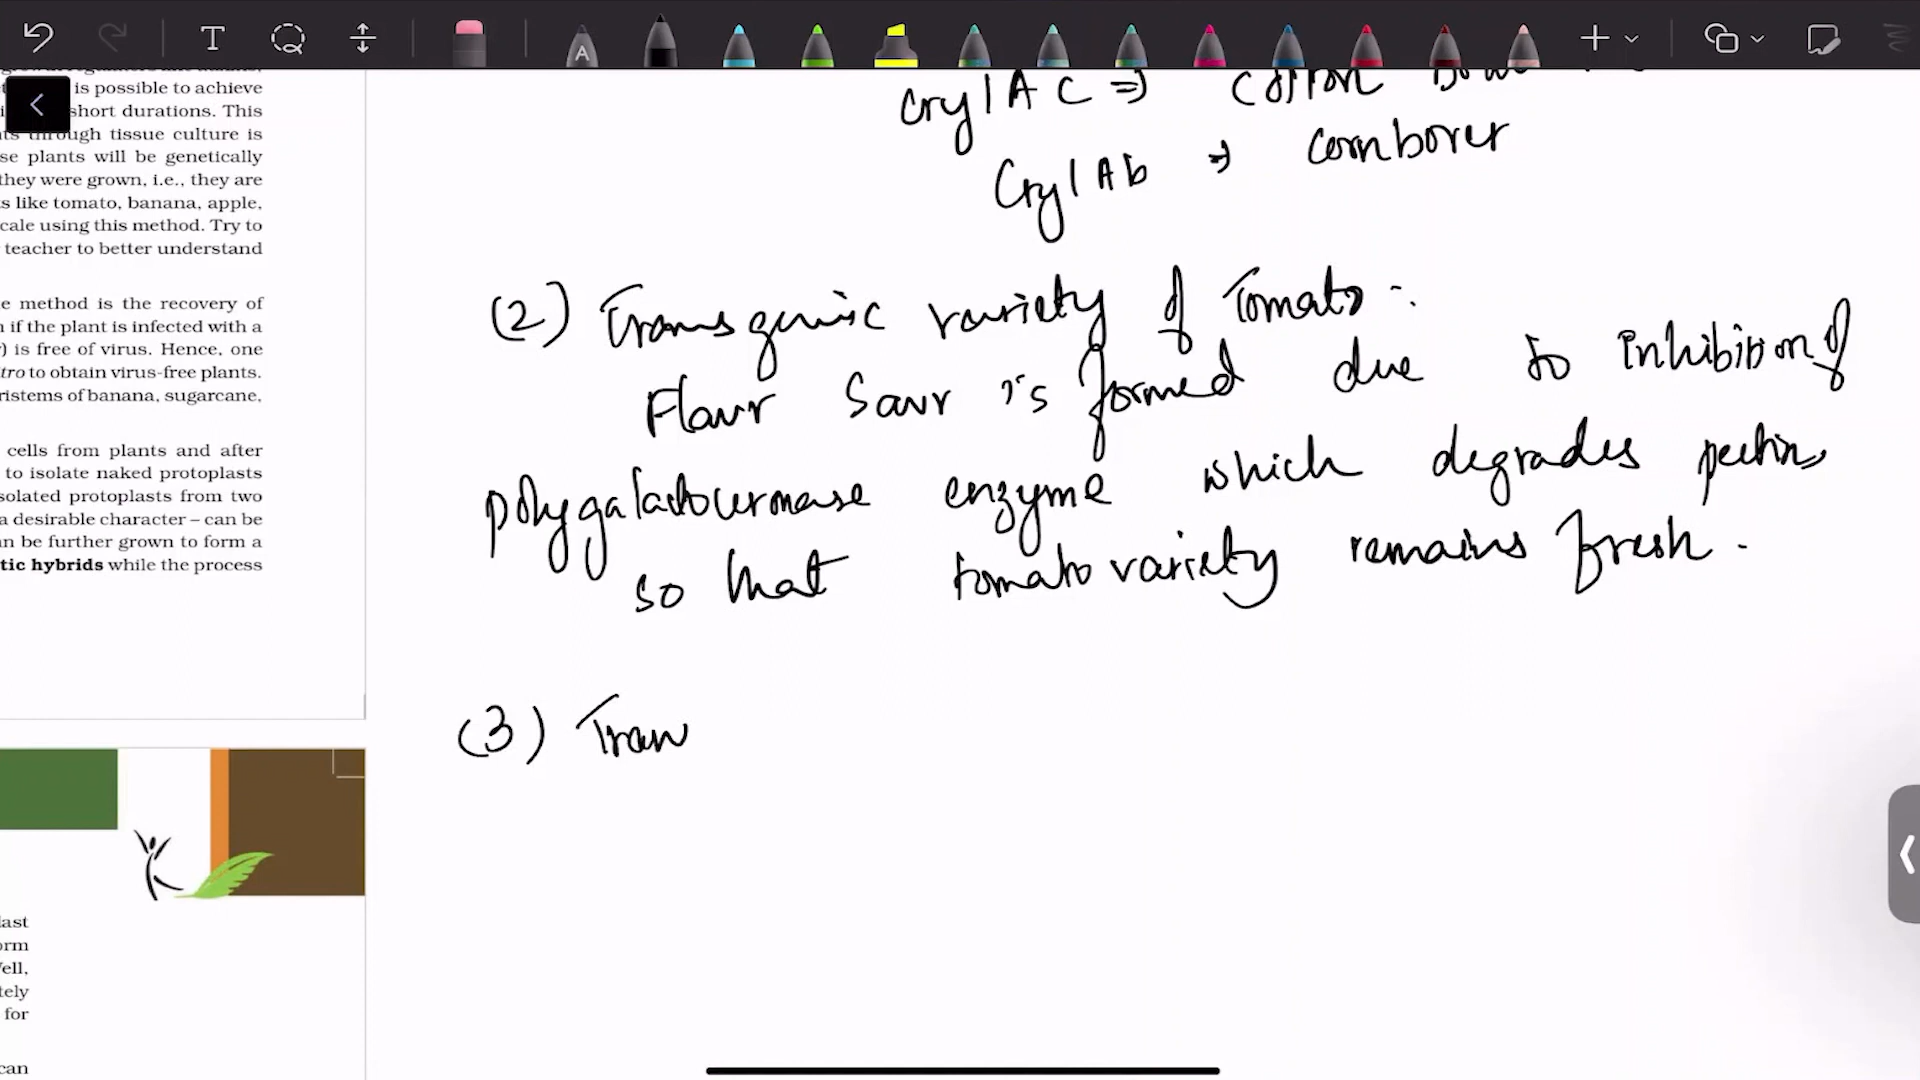 is possible to achieve
short durations. This
ts through tissue culture is
se plants will be genetically
they were grown, i.e., they are
s like tomato, banana, apple,
cale using this method. Try to
teacher to better understand
e method is the recovery of
n if the plant is infected with a
) is free of virus. Hence, one
tro to obtain virus-free plants.
ristems of banana, sugarcane,
cells from plants and after
to isolate naked protoplasts
solated protoplasts from two
a desirable character – can be
an be further grown to form a
tic hybrids while the process
last
orm
ell,
tely
for
can
T
A
Cry1AC ⇒ cotton
Cry1Ab ⇒ cornborer
(2) Transgenic variety of Tomato :-
Flavr Savr is formed due to inhibition of
polygalactouronase enzyme which degrades pectin,
so that tomato variety remains fresh.
(3) Tran